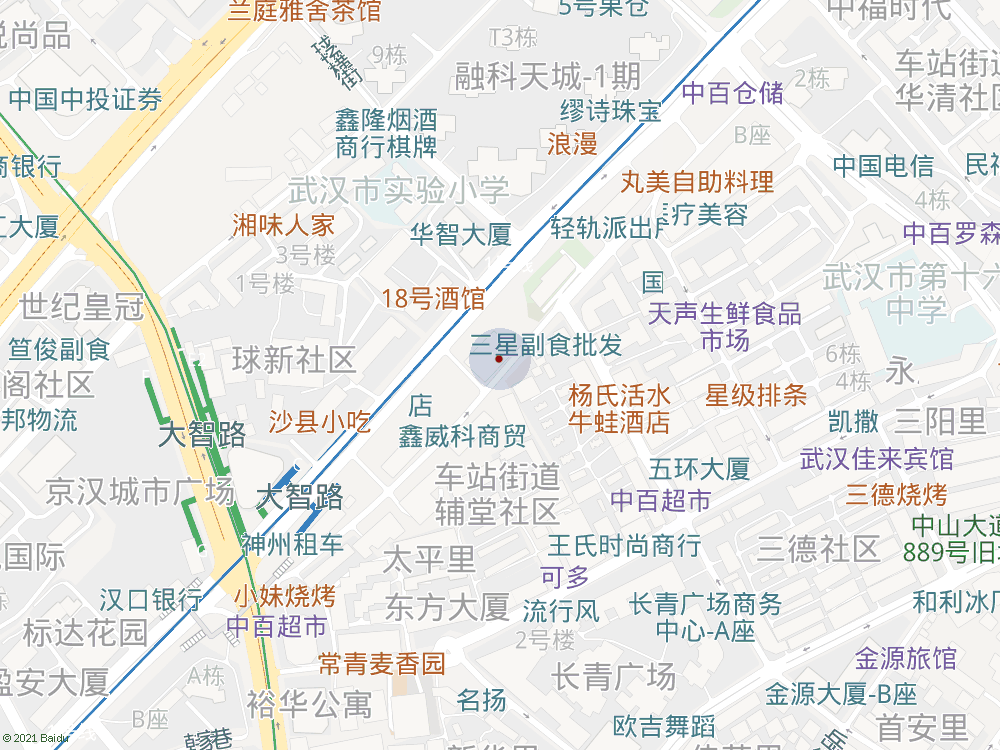 兰庭雅舍茶馆
5号果仓
中福时代
悦尚品
T3栋
9栋
球场横街
融科天城-1期
车站街道
华清社区
2栋
中国中投证券
中百仓储
缪诗珠宝
鑫隆烟酒
商行棋牌
B座
浪漫
商银行
中国电信
丸美自助料理
武汉市实验小学
4栋
汇大厦
湘味人家
华智大厦
轻轨派出
医疗美容
中百罗森
3号楼
1号楼
国
武汉市第十六
中学
世纪皇冠
18号酒馆
天声生鲜食品
市场
笪俊副食
球新社区
三星副食批发
6栋
4栋
永
阁社区
杨氏活水
牛蛙酒店
星级排条
店
沙县小吃
凯撒
三阳里
邦物流
大智路
鑫威科商贸
武汉佳来宾馆
车站街道
辅堂社区
五环大厦
京汉城市广场
大智路
中百超市
三德烧烤
中山大道
889号旧
国际
神州租车
太平里
王氏时尚商行
三德社区
可多
小妹烧烤
汉口银行
东方大厦
流行风
长青广场商务
中心-A座
和利冰厂
标达花园
中百超市
2号楼
常青麦香园
金源旅馆
盈安大厦
A栋
长青广场
金源大厦-B座
裕华公寓
名扬
B座
欧吉舞蹈
首安里
© 2021 Baidu